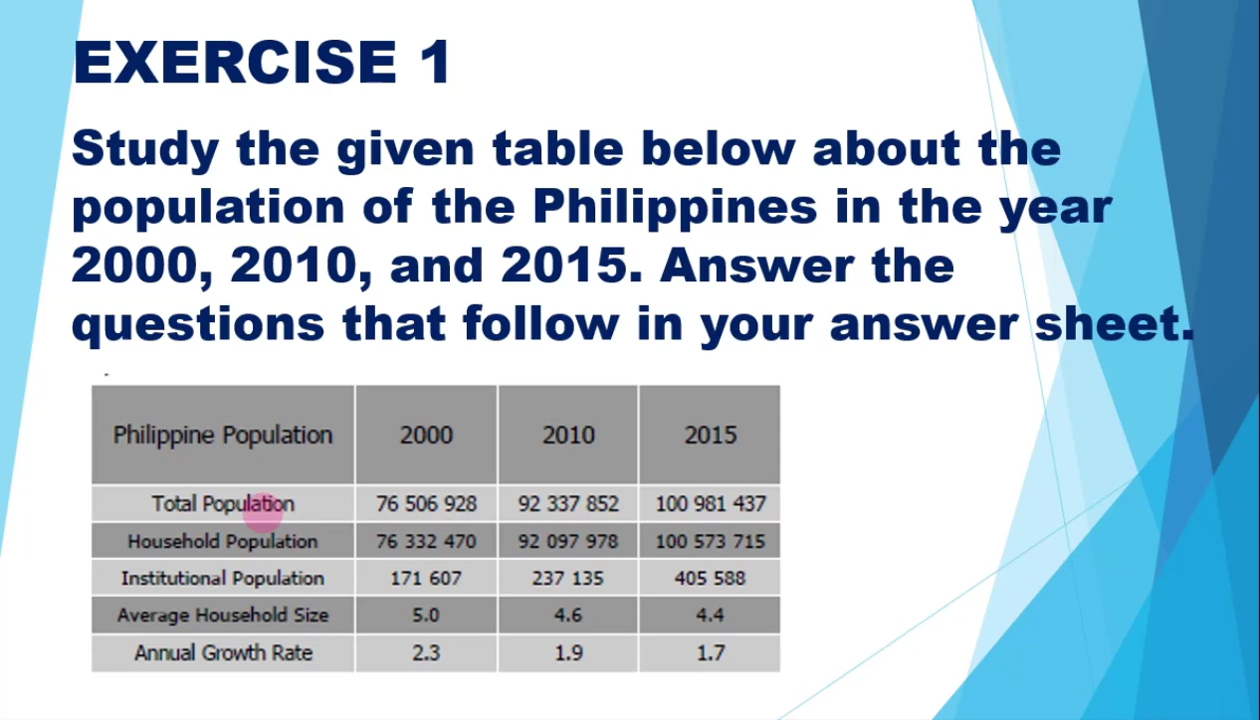 EXERCISE 1
Study the given table below about the
population of the Philippines in the year
2000, 2010, and 2015. Answer the
questions that follow in your answer sheet.
.
Philippine Population 2000 2010 2015
Total Population 76 506 928 92 337 852 100 981 437
Household Population 76 332 470 92 097 978 100 573 715
Institutional Population 171 607 237 135 405 588
Average Household Size 5.0 4.6 4.4
Annual Growth Rate 2.3 1.9 1.7